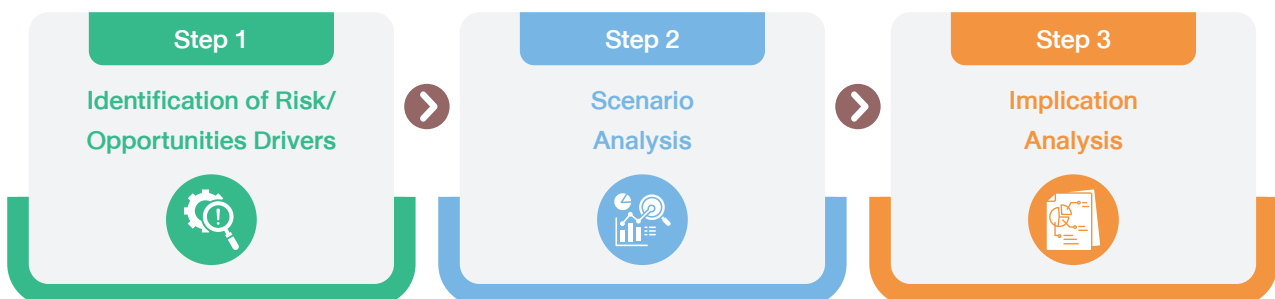 Step 1
Identification of Risk/
Opportunities Drivers
Step 2
Scenario
Analysis
Step 3
Implication
Analysis